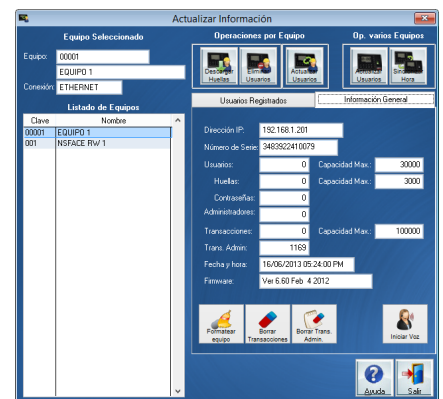 Actualizar Información
Equipo Seleccionado
Equipo: 00001
EQUIPO 1
Conexión: ETHERNET
Listado de Equipos
Clave Nombre
00001 EQUIPO 1
001 NSFACE RW 1
Operaciones por Equipo
Descargar Huellas
Eliminar Usuarios
Actualizar Usuarios
Op. varios Equipos
Actualizar Usuarios
Hora
Usuarios Registrados
Información General
Dirección IP: 192.168.1.201
Número de Serie: 3483922410079
Usuarios: 0 Capacidad Max.: 30000
Huellas: 0 Capacidad Max.: 3000
Contraseñas: 0
Administradores: 0
Transacciones: 0 Capacidad Max.: 100000
Trans. Admin: 1169
Fecha y hora: 16/06/2013 05:24:00 PM
Firmware: Ver 6.60 Feb 4 2012
Formatear equipo
Borrar Transacciones
Borrar Trans. Admin.
Iniciar Voz
Ayuda
Salir